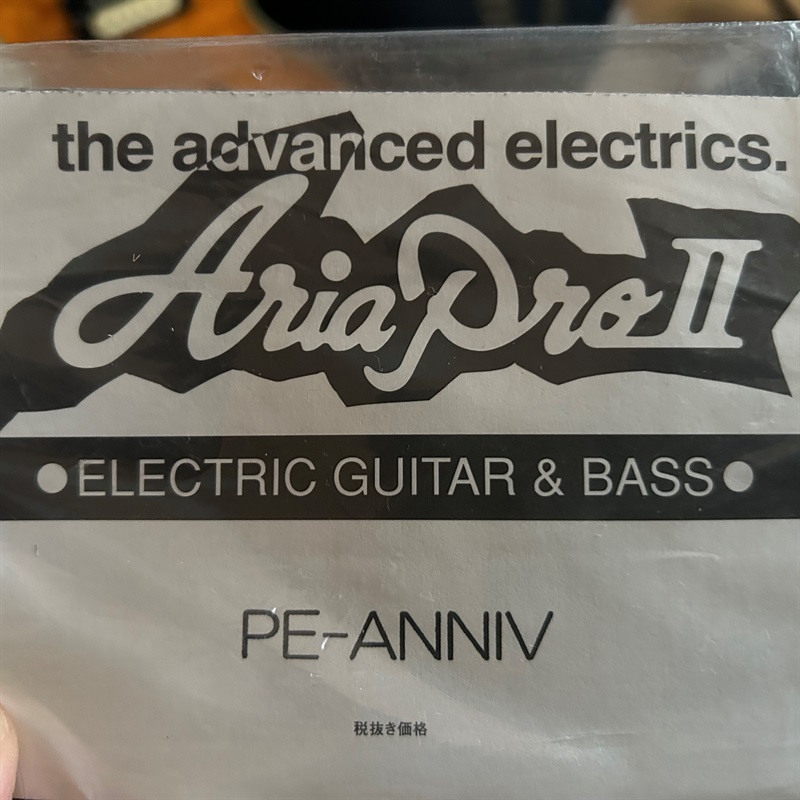 the advanced electrics.
Aria Pro II
●ELECTRIC GUITAR & BASS●
PE-ANNIV
税抜き価格